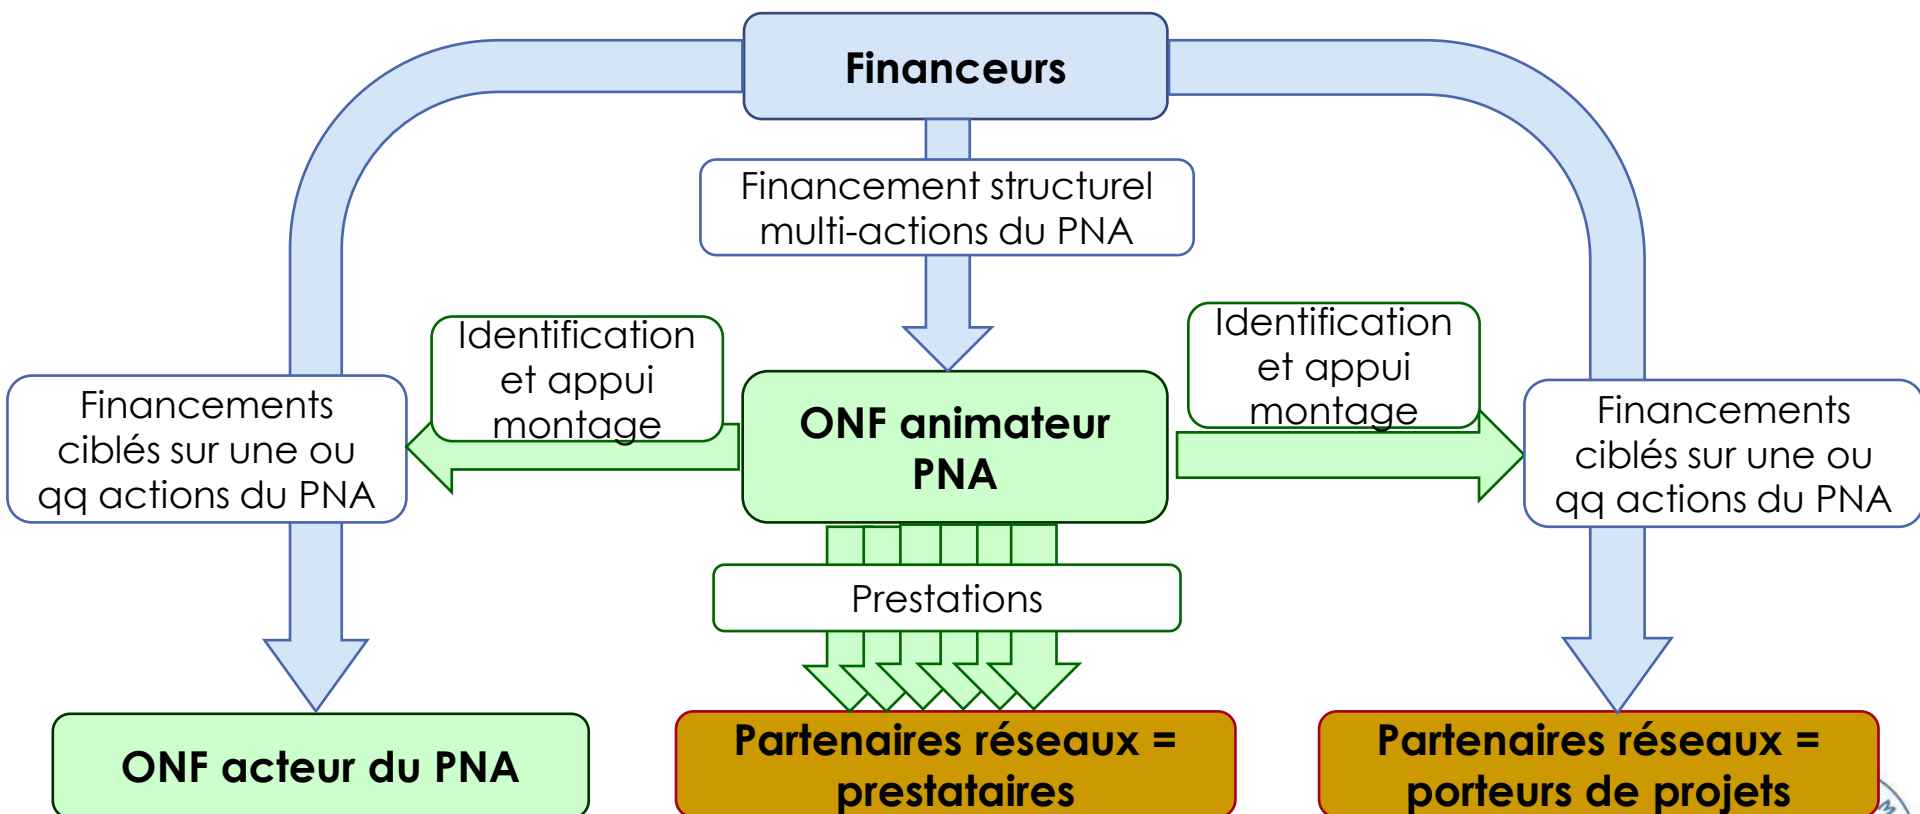 Financeurs
Financement structurel
multi-actions du PNA
Identification
et appui
montage
Identification
et appui
montage
Financements
ciblés sur une ou
qq actions du PNA
ONF animateur
PNA
Financements
ciblés sur une ou
qq actions du PNA
Prestations
ONF acteur du PNA
Partenaires réseaux =
prestataires
Partenaires réseaux =
porteurs de projets